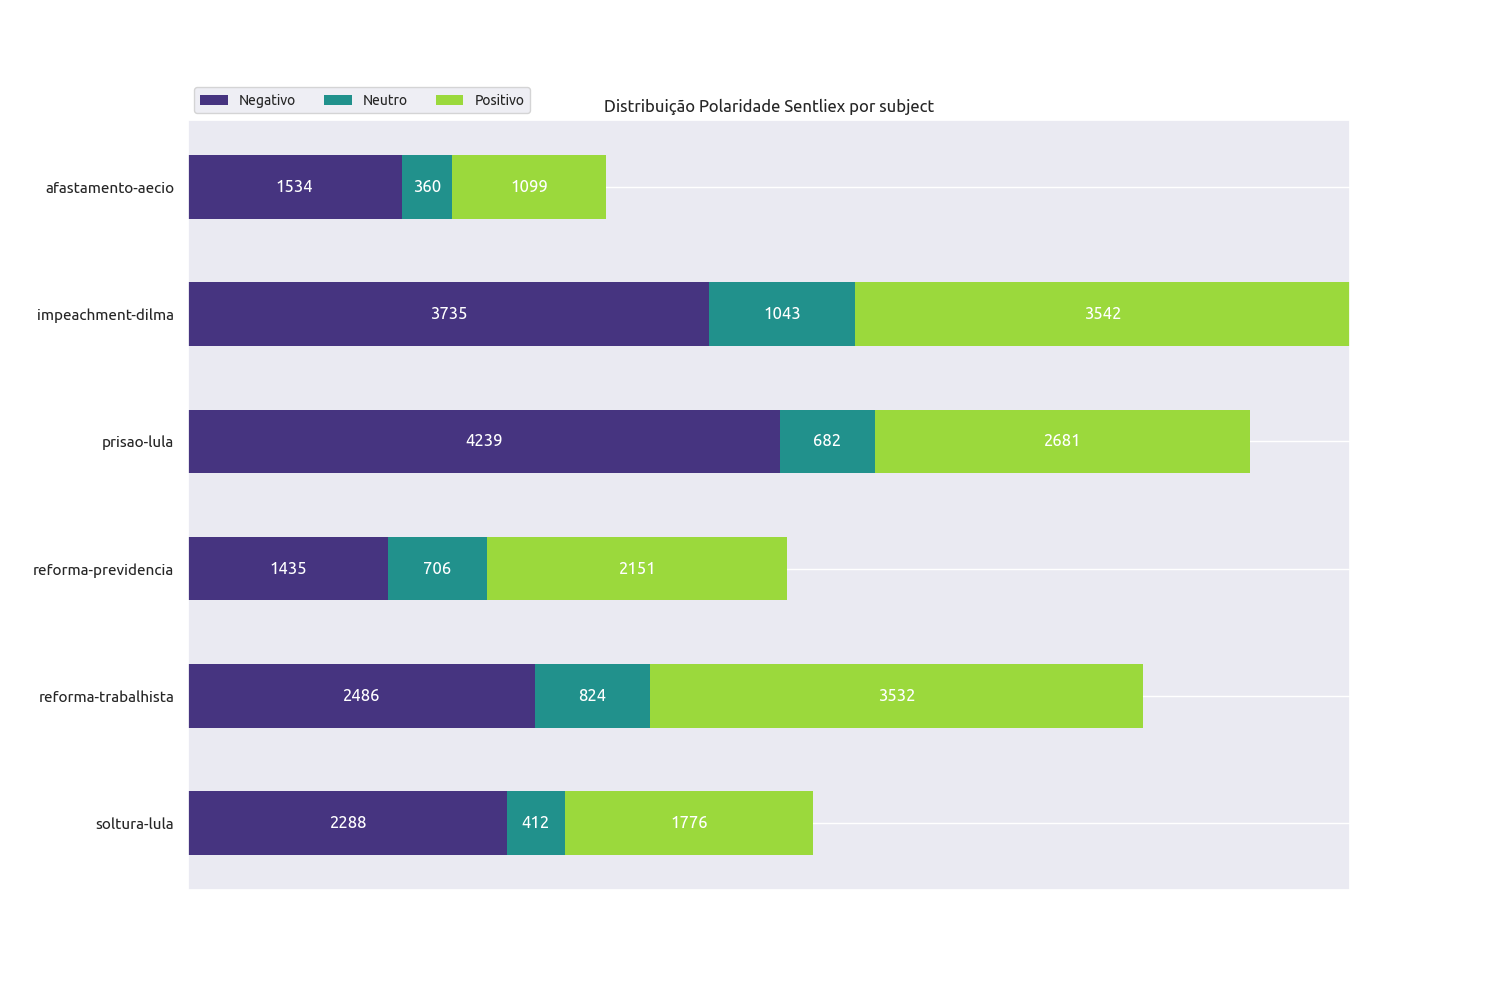 Negativo Neutro Positivo
Distribuição Polaridade Sentliex por subject
afastamento-aecio 1534 360 1099
impeachment-dilma 3735 1043 3542
prisao-lula 4239 682 2681
reforma-previdencia 1435 706 2151
reforma-trabalhista 2486 824 3532
soltura-lula 2288 412 1776